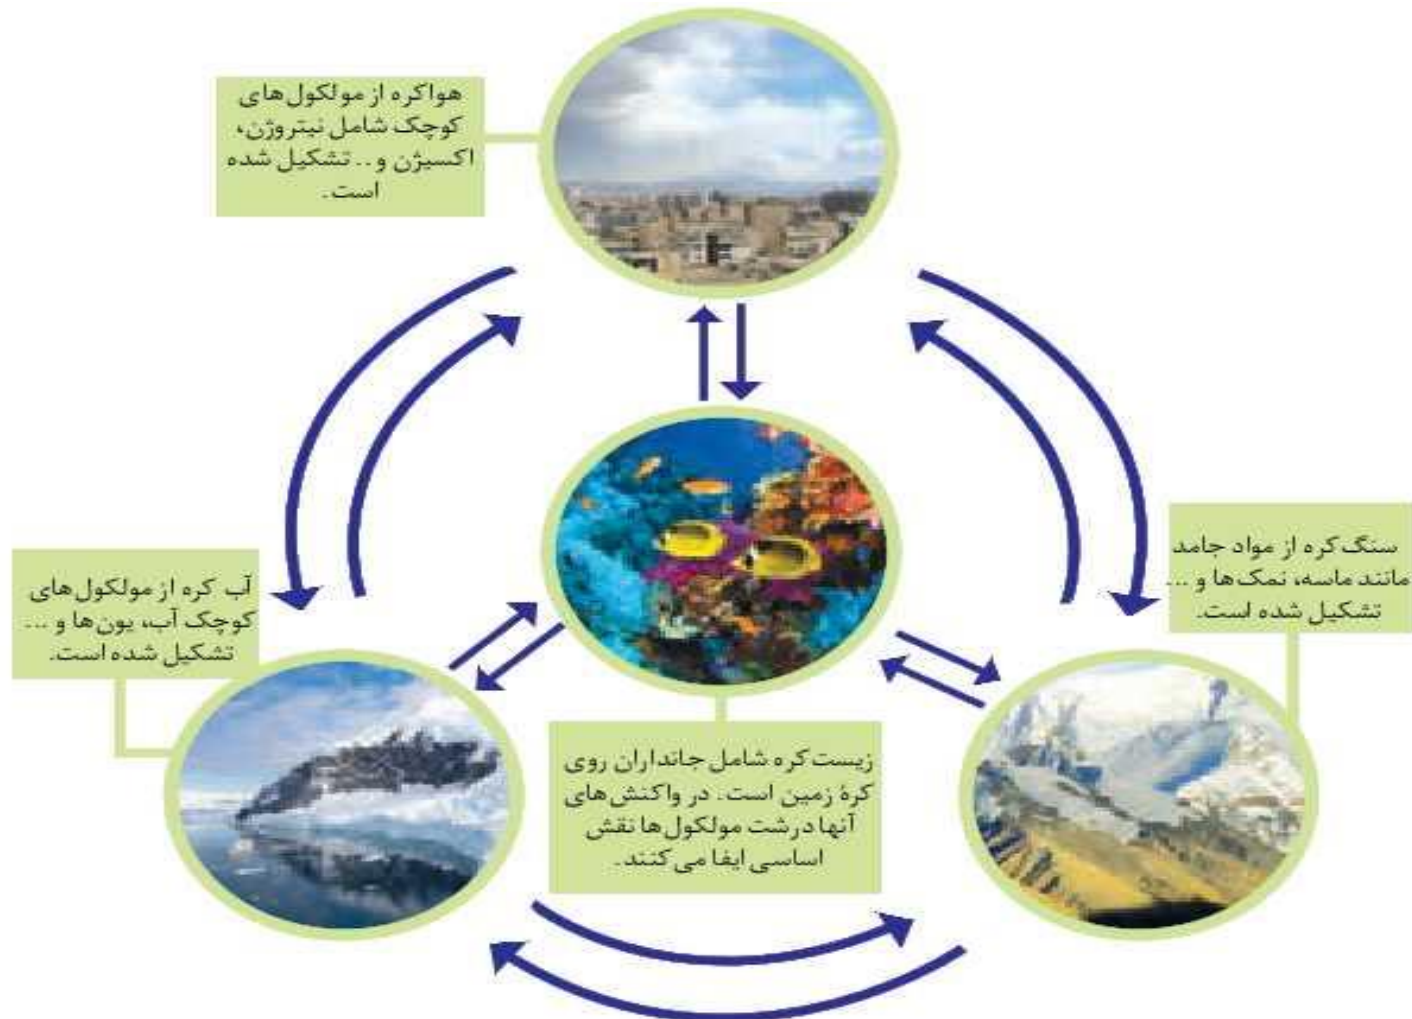 هواکره از مولکول‌های
کوچک شامل نیتروژن،
اکسیژن و.. تشکیل شده
است.
سنگ کره از مواد جامد
مانند ماسه، نمک‌ها و ...
تشکیل شده است.
آب کره از مولکول‌های
کوچک آب، یون‌ها و ...
تشکیل شده است.
زیست کره شامل جانداران روی
کرۀ زمین است. در واکنش‌های
آنها درشت مولکول‌ها نقش
اساسی ایفا می‌کنند.